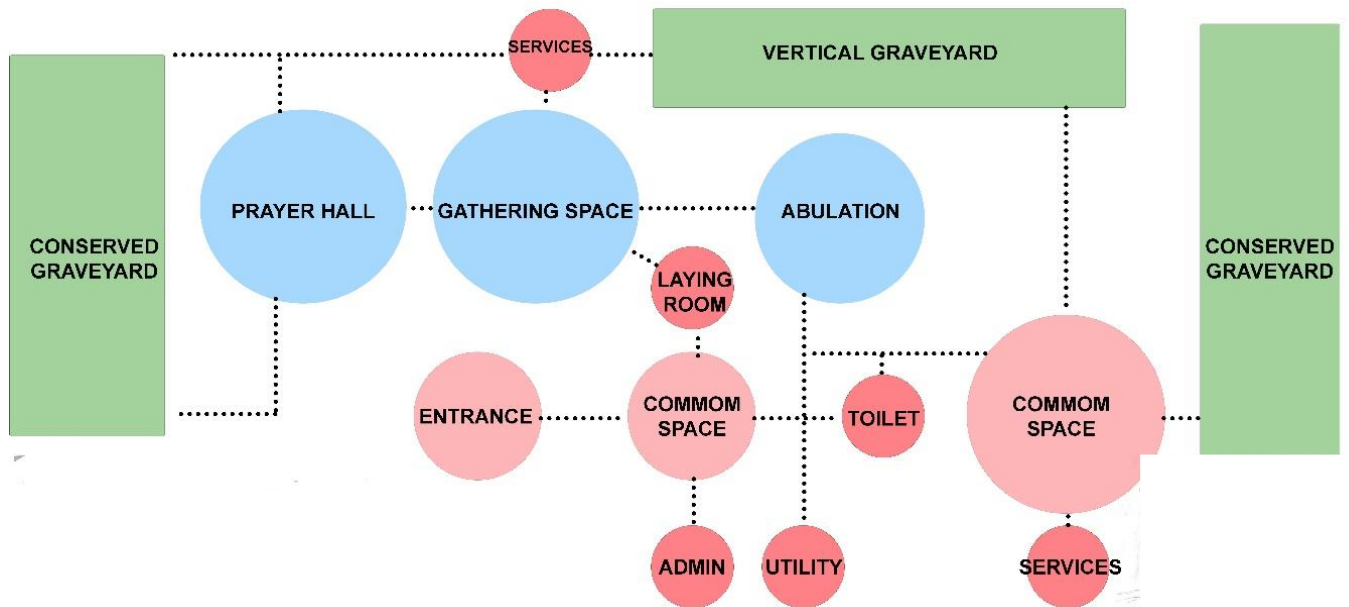 SERVICES
VERTICAL GRAVEYARD
CONSERVED
GRAVEYARD
PRAYER HALL
GATHERING SPACE
ABULATION
CONSERVED
GRAVEYARD
LAYING
ROOM
ENTRANCE
COMMOM
SPACE
TOILET
COMMOM
SPACE
ADMIN
UTILITY
SERVICES